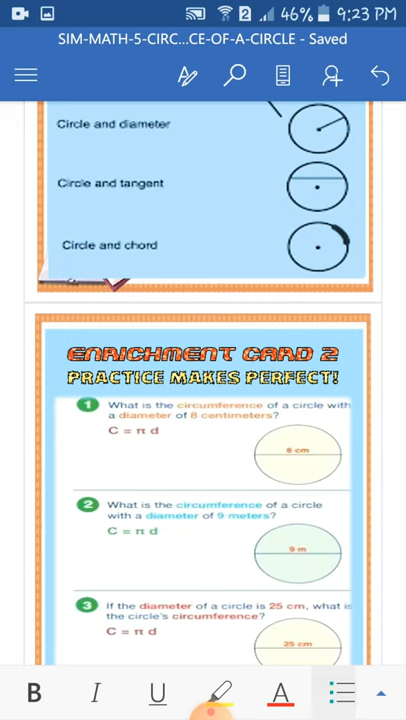 2 46% 9:23 PM
SIM-MATH-5-CIRC...CE-OF-A-CIRCLE - Saved
Circle and diameter
Circle and tangent
Circle and chord
ENRICHMENT CARD 2
PRACTICE MAKES PERFECT!
1 What is the circumference of a circle with
a diameter of 8 centimeters?
C = π d
8 cm
2 What is the circumference of a circle
with a diameter of 9 meters?
C = π d
9 m
3 If the diameter of a circle is 25 cm, what is
the circle's circumference?
C = π d
25 cm
B I U A